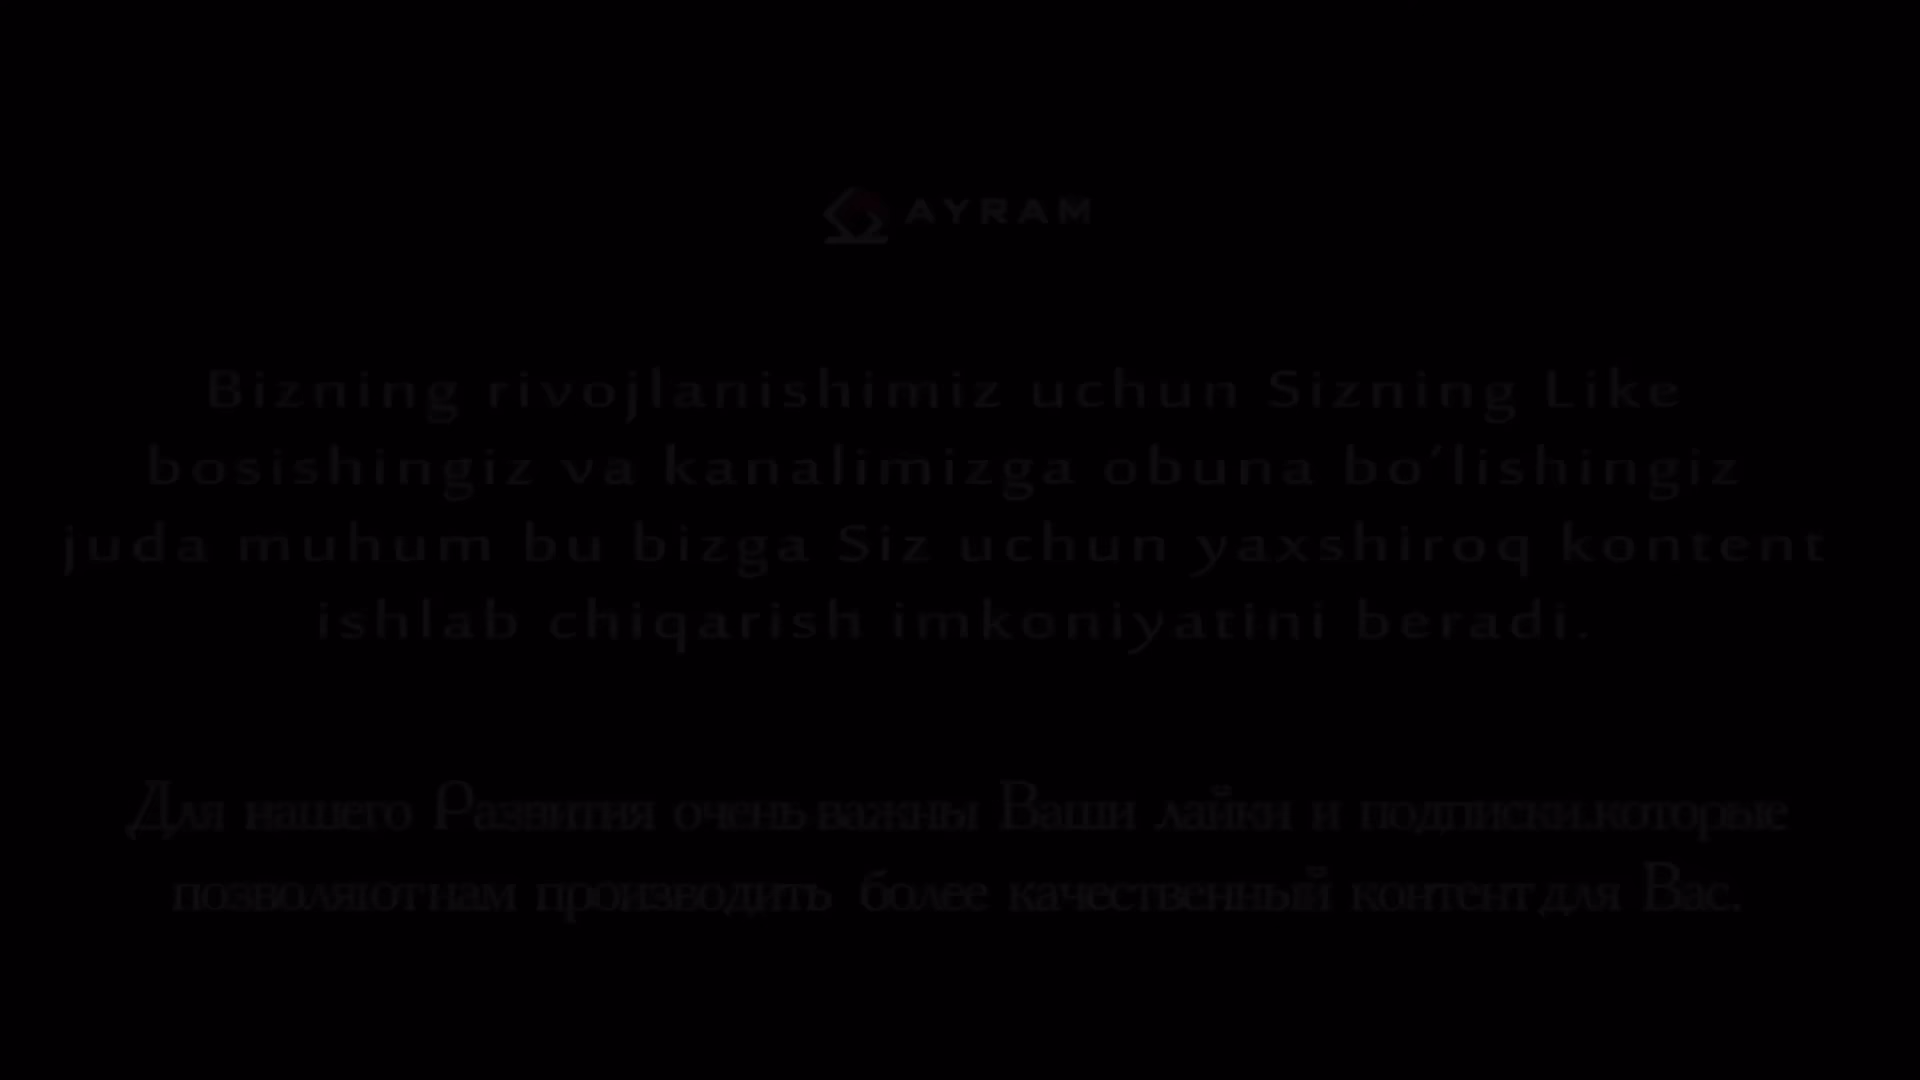 AYRAM
Bizning rivojlanishimiz uchun Sizning Like
bosishingiz va kanalimizga obuna bo‘lishingiz
juda muhum bu bizga Siz uchun yaxshiroq kontent
ishlab chiqarish imkoniyatini beradi.
Для нашего Развития очень важны Ваши лайки и подписки.которые
позволяют нам производить более качественный контент для Вас.